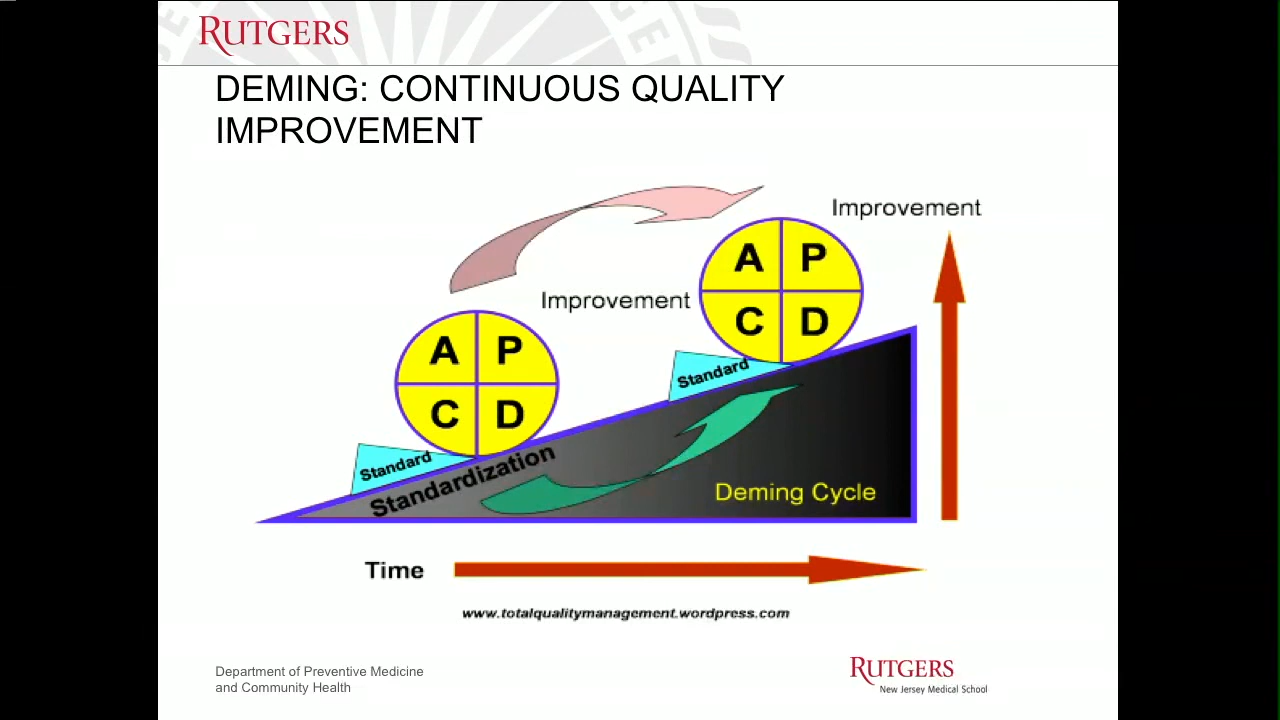 RUTGERS
DEMING: CONTINUOUS QUALITY
IMPROVEMENT
Improvement
A P
C D
Improvement
A P
C D
Standard
Standard
Standardization
Deming Cycle
Time
www.totalqualitymanagement.wordpress.com
Department of Preventive Medicine
and Community Health
RUTGERS
New Jersey Medical School